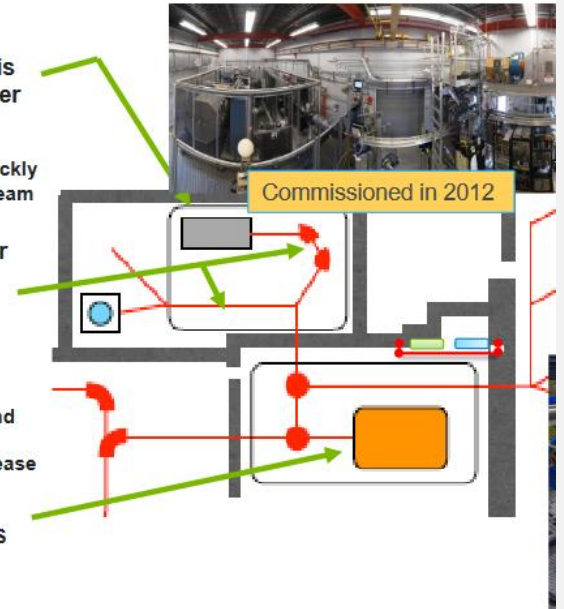 is
er
ckly
eam
Commissioned in 2012
r
nd
ease
S